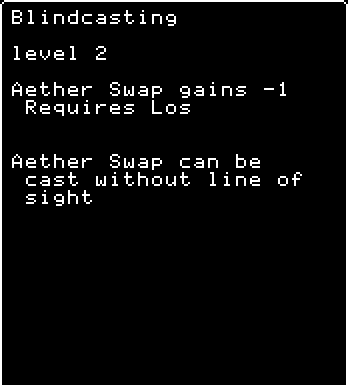 Blindcasting
level 2
Aether Swap gains -1
Requires Los
Aether Swap can be
cast without line of
sight